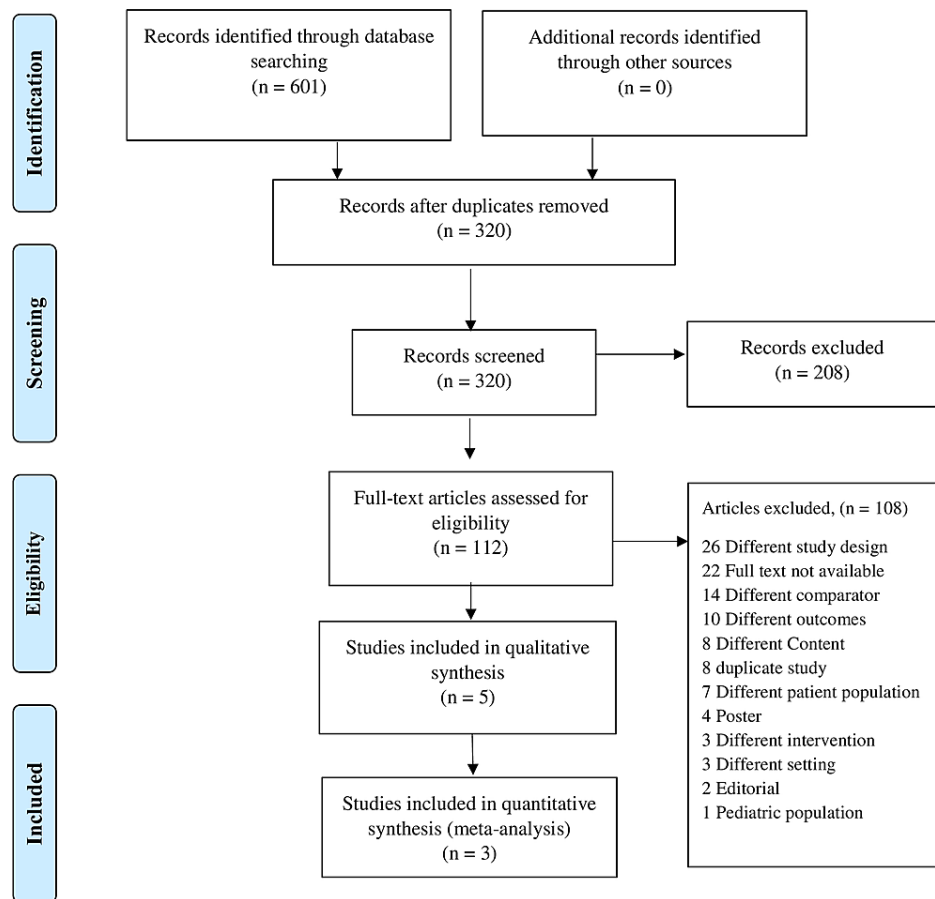 Identification
Records identified through database
searching
(n = 601)
Additional records identified
through other sources
(n = 0)
Records after duplicates removed
(n = 320)
Screening
Records screened
(n = 320)
Records excluded
(n = 208)
Eligibility
Full-text articles assessed for
eligibility
(n = 112)
Articles excluded, (n = 108)
26 Different study design
22 Full text not available
14 Different comparator
10 Different outcomes
8 Different Content
8 duplicate study
7 Different patient population
4 Poster
3 Different intervention
3 Different setting
2 Editorial
1 Pediatric population
Studies included in qualitative
synthesis
(n = 5)
Included
Studies included in quantitative
synthesis (meta-analysis)
(n = 3)